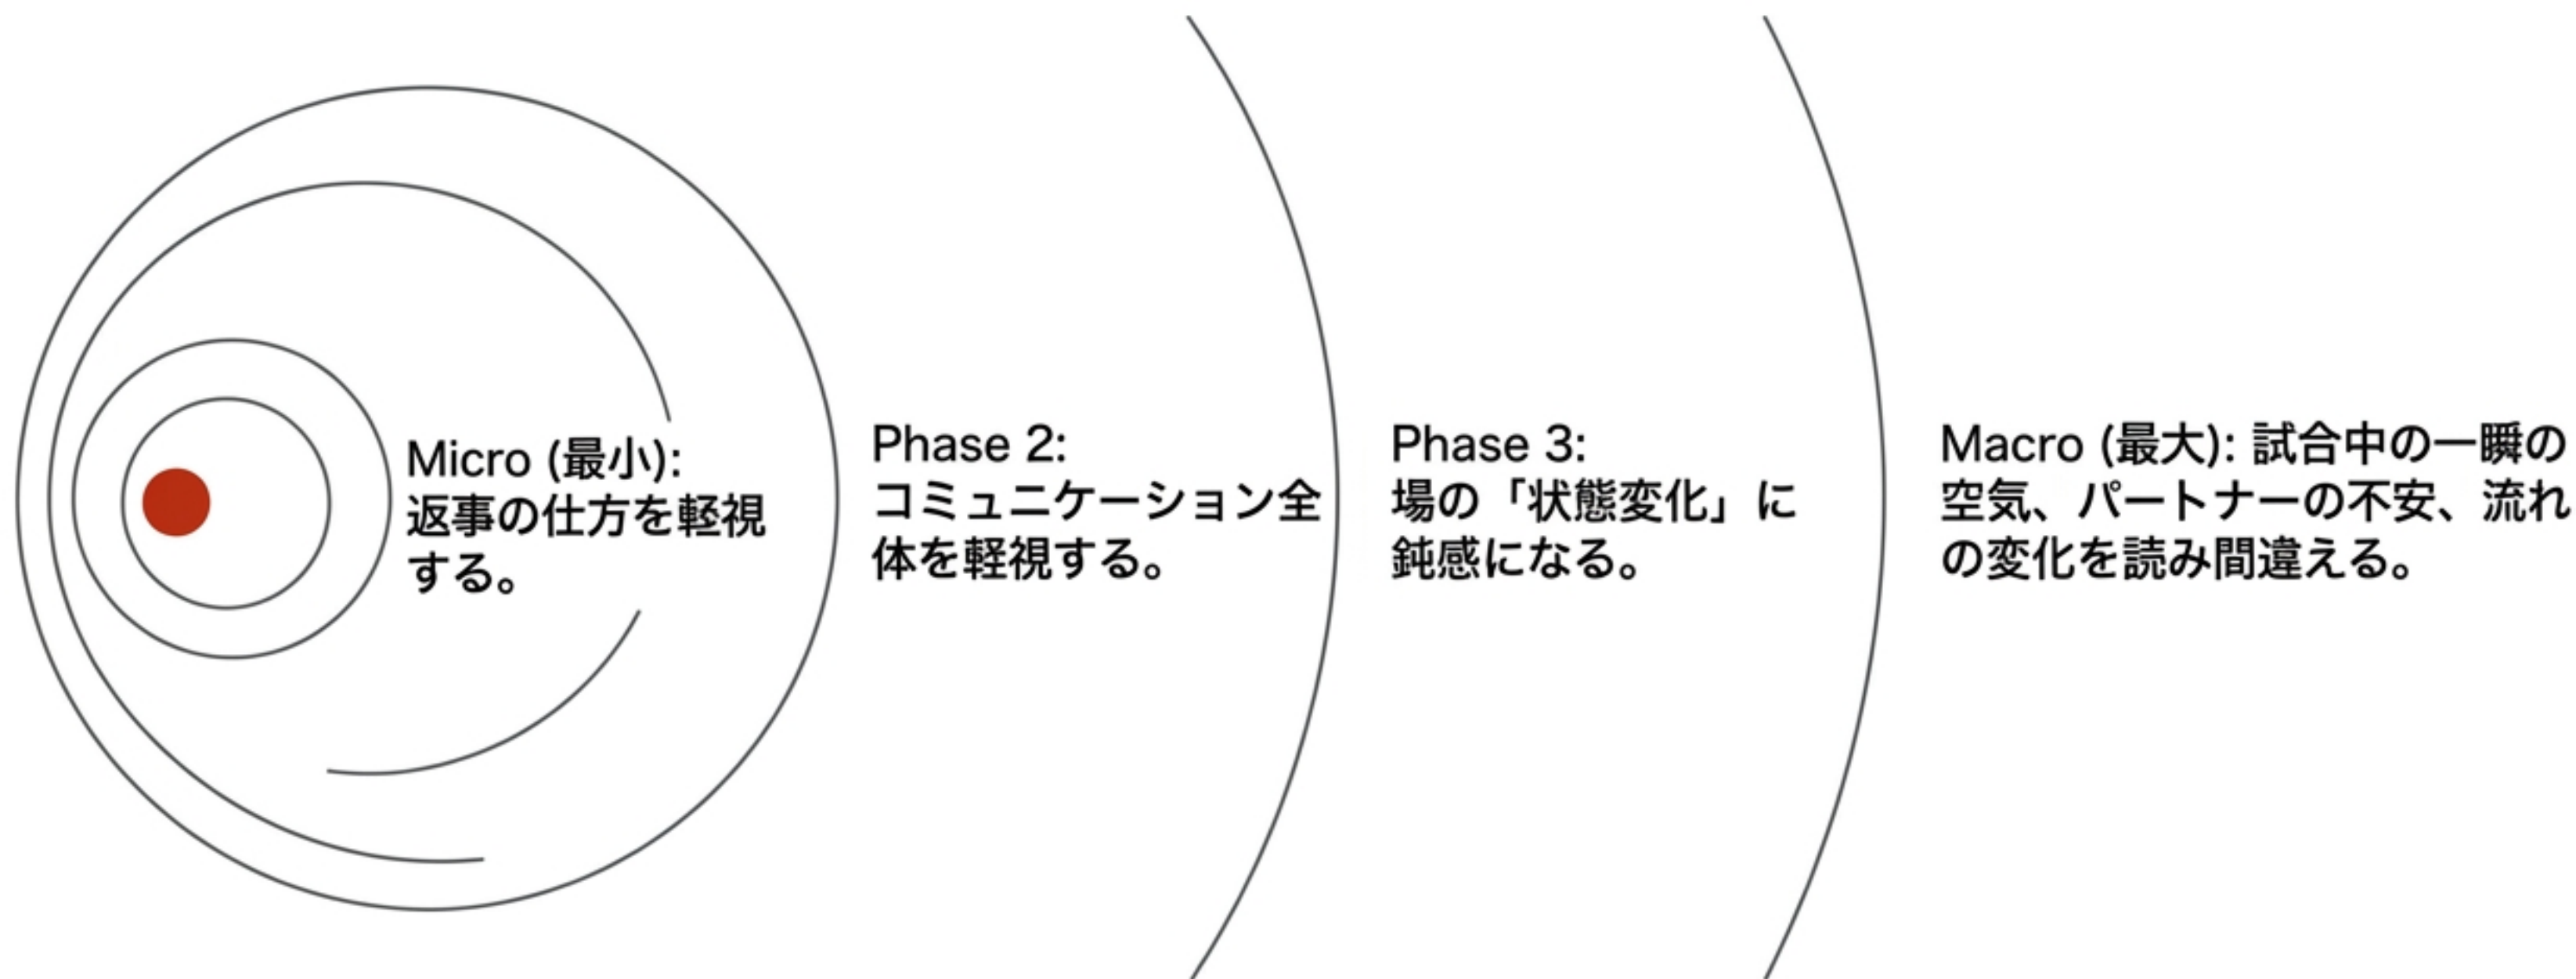 Micro (最小):
返事の仕方を軽視
する。
Phase 2:
コミュニケーション全
体を軽視する。
Phase 3:
場の「状態変化」に
鈍感になる。
Macro (最大): 試合中の一瞬の
空気、パートナーの不安、流れ
の変化を読み間違える。